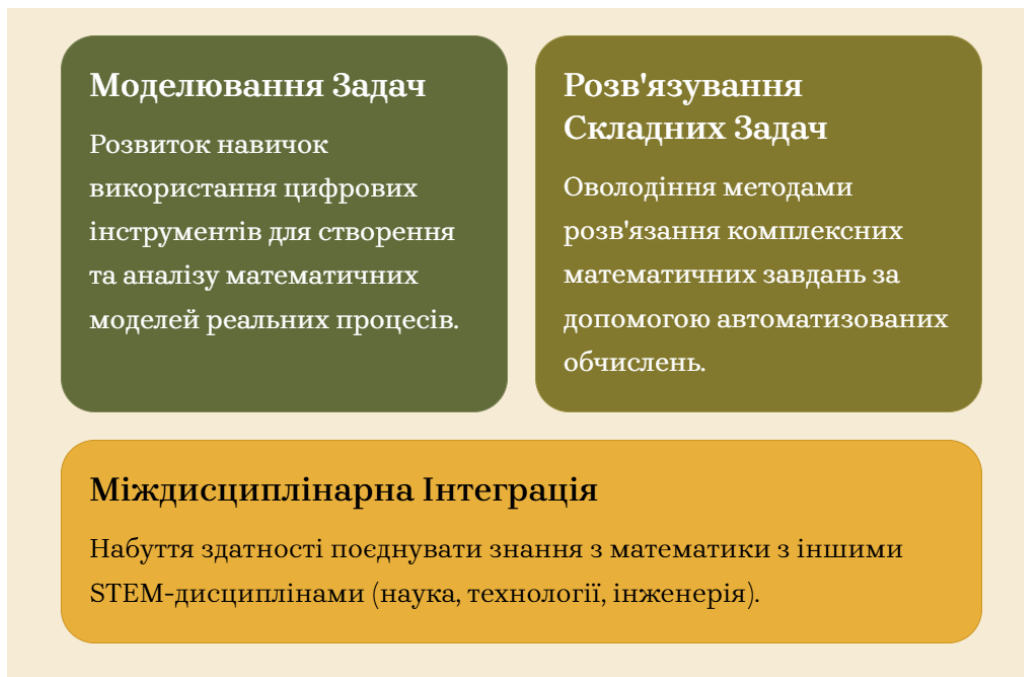 Моделювання Задач
Розвиток навичок
використання цифрових
інструментів для створення
та аналізу математичних
моделей реальних процесів.
Розв'язування
Складних Задач
Оволодіння методами
розв'язання комплексних
математичних завдань за
допомогою автоматизованих
обчислень.
Міждисциплінарна Інтеграція
Набуття здатності поєднувати знання з математики з іншими
STEM-дисциплінами (наука, технології, інженерія).